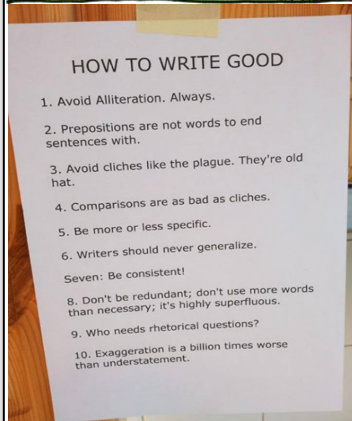 HOW TO WRITE GOOD
1. Avoid Alliteration. Always.
2. Prepositions are not words to end
sentences with.
3. Avoid cliches like the plague. They're old
hat.
4. Comparisons are as bad as cliches.
5. Be more or less specific.
6. Writers should never generalize.
Seven: Be consistent!
8. Don't be redundant; don't use more words
than necessary; it's highly superfluous.
9. Who needs rhetorical questions?
10. Exaggeration is a billion times worse
than understatement.